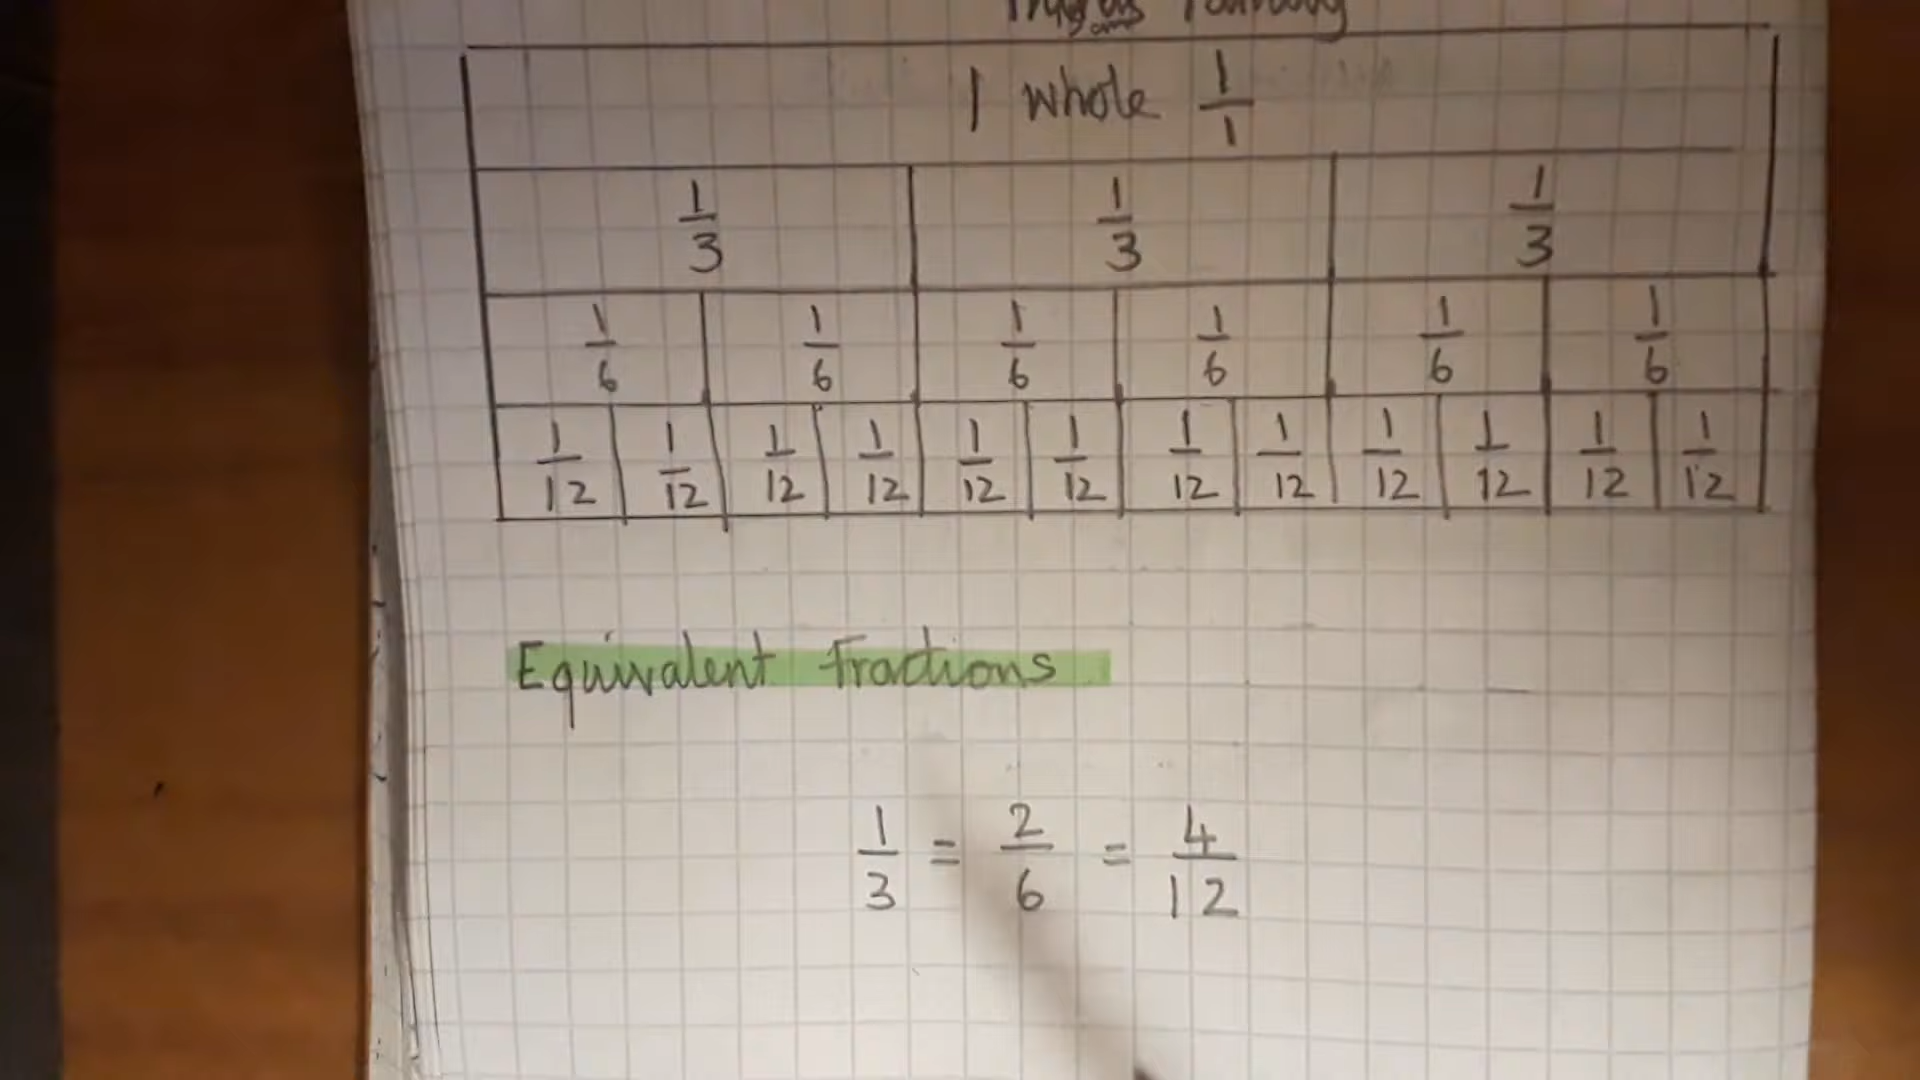 1 whole 1/1
1/3 1/3 1/3
1/6 1/6 1/6 1/6 1/6 1/6
1/12 1/12 1/12 1/12 1/12 1/12 1/12 1/12 1/12 1/12 1/12 1/12
Equivalent Fractions
1/3 = 2/6 = 4/12